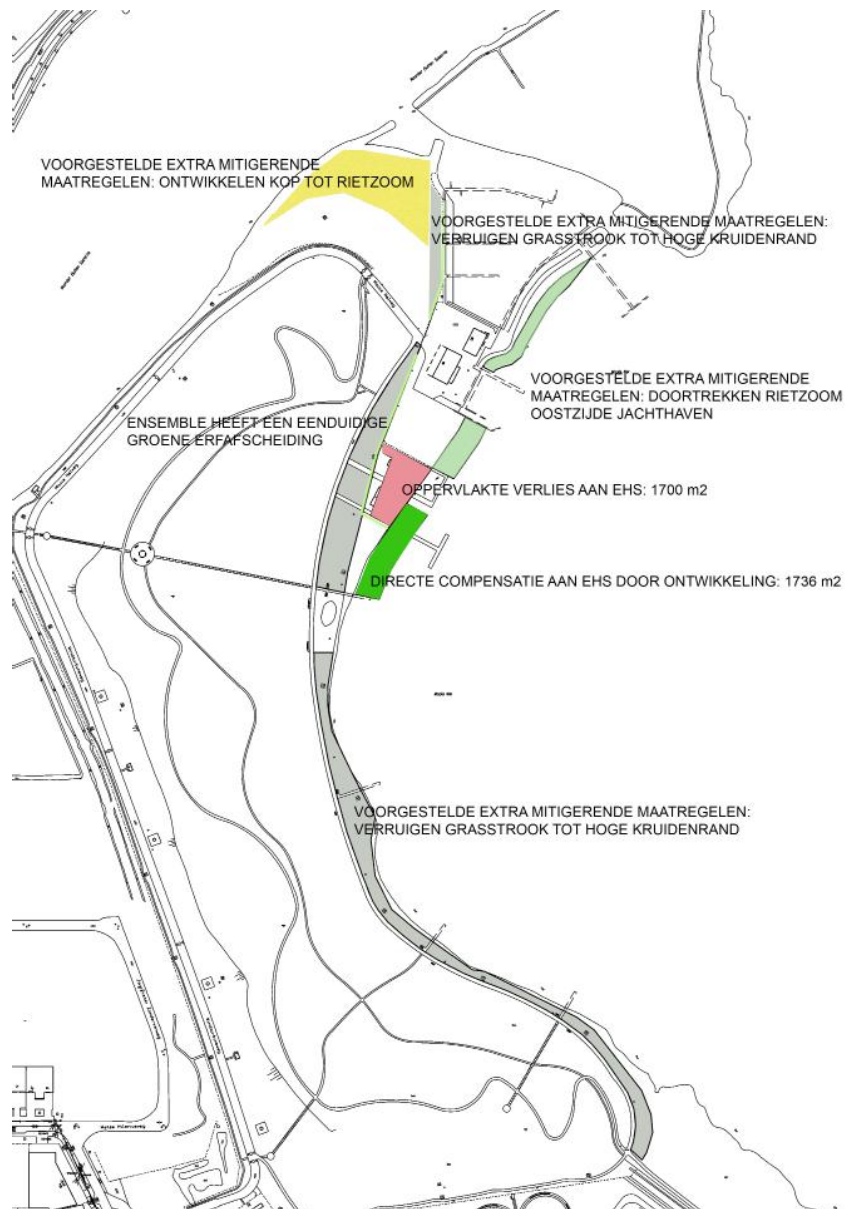 VOORGESTELDE EXTRA MITIGERENDE
MAATREGELEN: ONTWIKKELEN KOP TOT RIETZOOM
VOORGESTELDE EXTRA MITIGERENDE MAATREGELEN:
VERRUIGEN GRASSTROOK TOT HOGE KRUIDENRAND
VOORGESTELDE EXTRA MITIGERENDE
MAATREGELEN: DOORTREKKEN RIETZOOM
OOSTZIJDE JACHTHAVEN
ENSEMBLE HEEFT EEN EENDUIDIGE
GROENE ERFAFSCHEIDING
OPPERVLAKTE VERLIES AAN EHS: 1700 m2
DIRECTE COMPENSATIE AAN EHS DOOR ONTWIKKELING: 1736 m2
VOORGESTELDE EXTRA MITIGERENDE MAATREGELEN:
VERRUIGEN GRASSTROOK TOT HOGE KRUIDENRAND